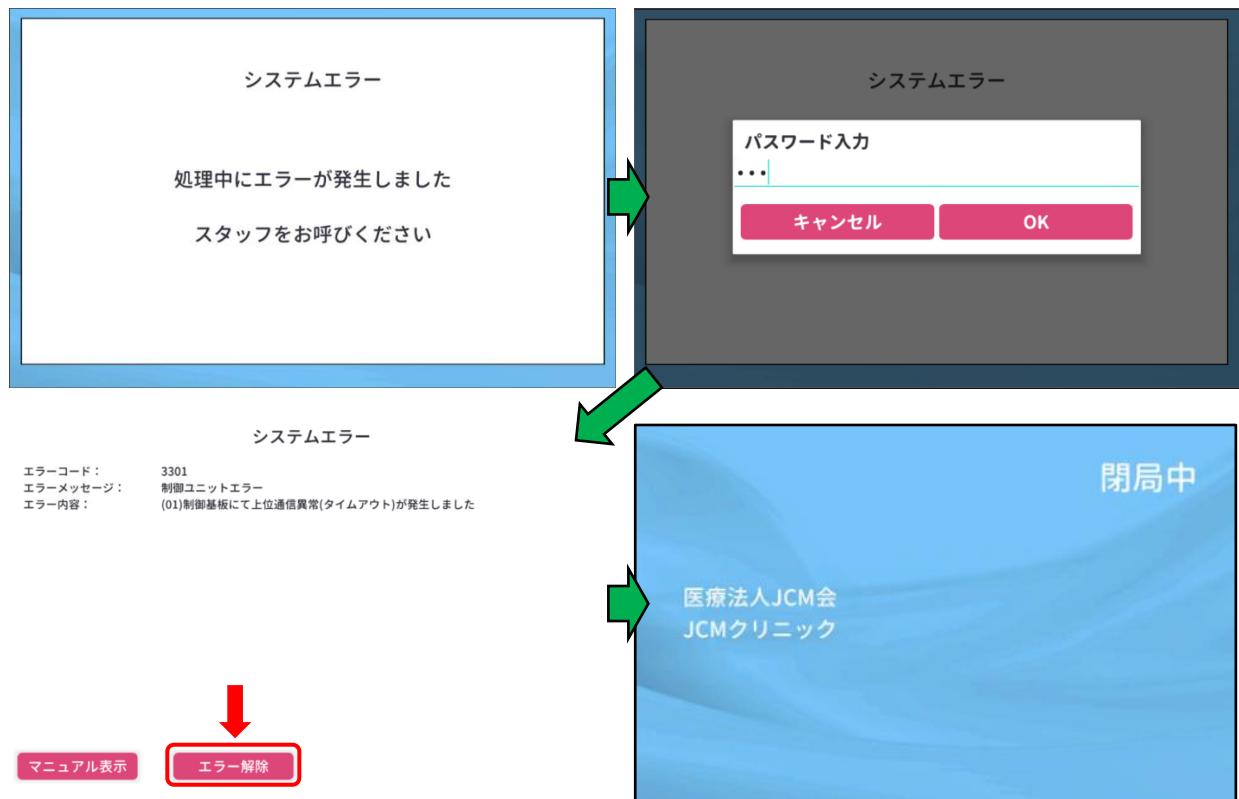 システムエラー
処理中にエラーが発生しました
スタッフをお呼びください
システムエラー
パスワード入力
•••
キャンセル
OK
システムエラー
エラーコード： 3301
エラーメッセージ： 制御ユニットエラー
エラー内容： (01)制御基板にて上位通信異常(タイムアウト)が発生しました
マニュアル表示
エラー解除
閉局中
医療法人JCM会
JCMクリニック